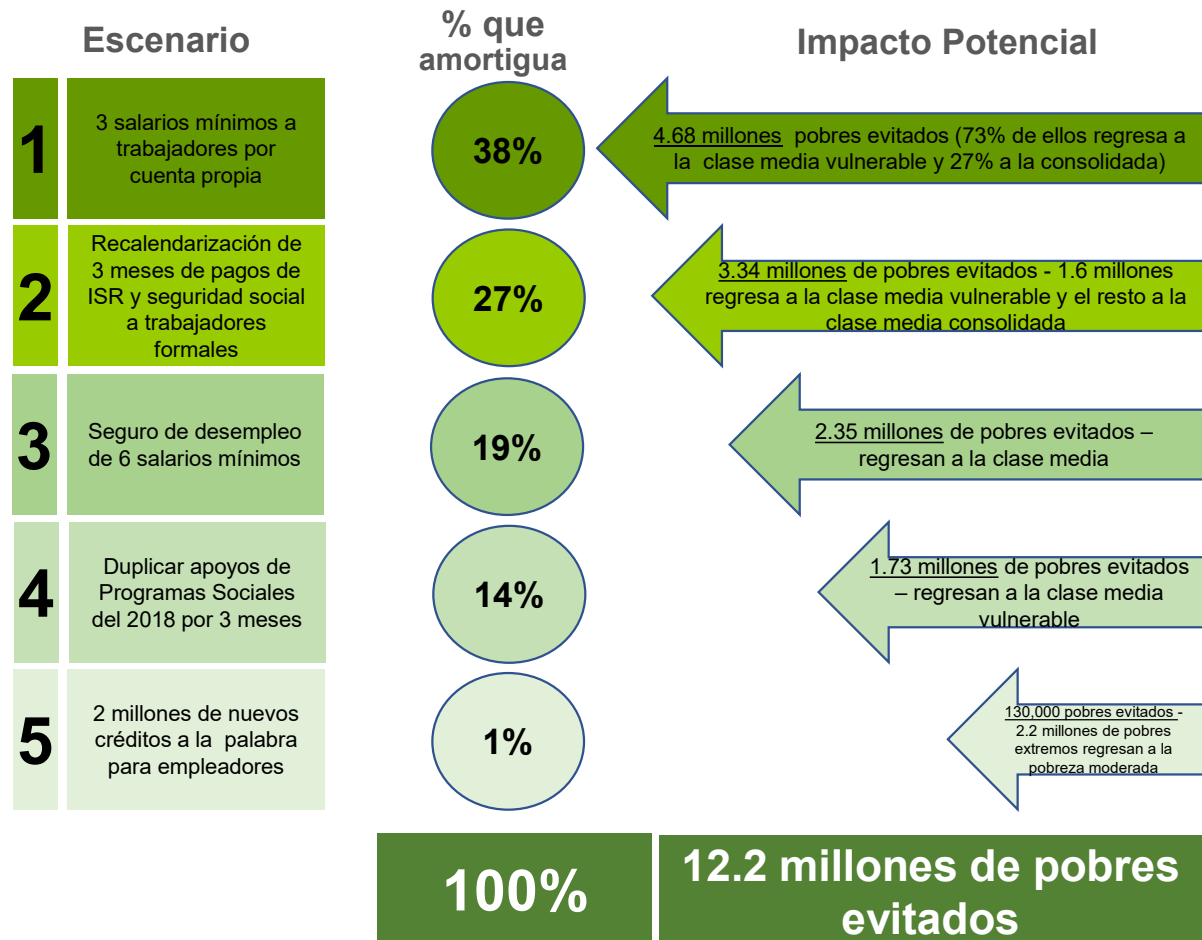 Escenario
% que
amortigua
Impacto Potencial
1
3 salarios mínimos a
trabajadores por
cuenta propia
38%
4.68 millones pobres evitados (73% de ellos regresa a
la clase media vulnerable y 27% a la consolidada)
2
Recalendarización de
3 meses de pagos de
ISR y seguridad social
a trabajadores
formales
27%
3.34 millones de pobres evitados - 1.6 millones
regresa a la clase media vulnerable y el resto a la
clase media consolidada
3
Seguro de desempleo
de 6 salarios mínimos
19%
2.35 millones de pobres evitados –
regresan a la clase media
4
Duplicar apoyos de
Programas Sociales
del 2018 por 3 meses
14%
1.73 millones de pobres evitados
– regresan a la clase media
vulnerable
5
2 millones de nuevos
créditos a la palabra
para empleadores
1%
130,000 pobres evitados -
2.2 millones de pobres
extremos regresan a la
pobreza moderada
100%
12.2 millones de pobres
evitados